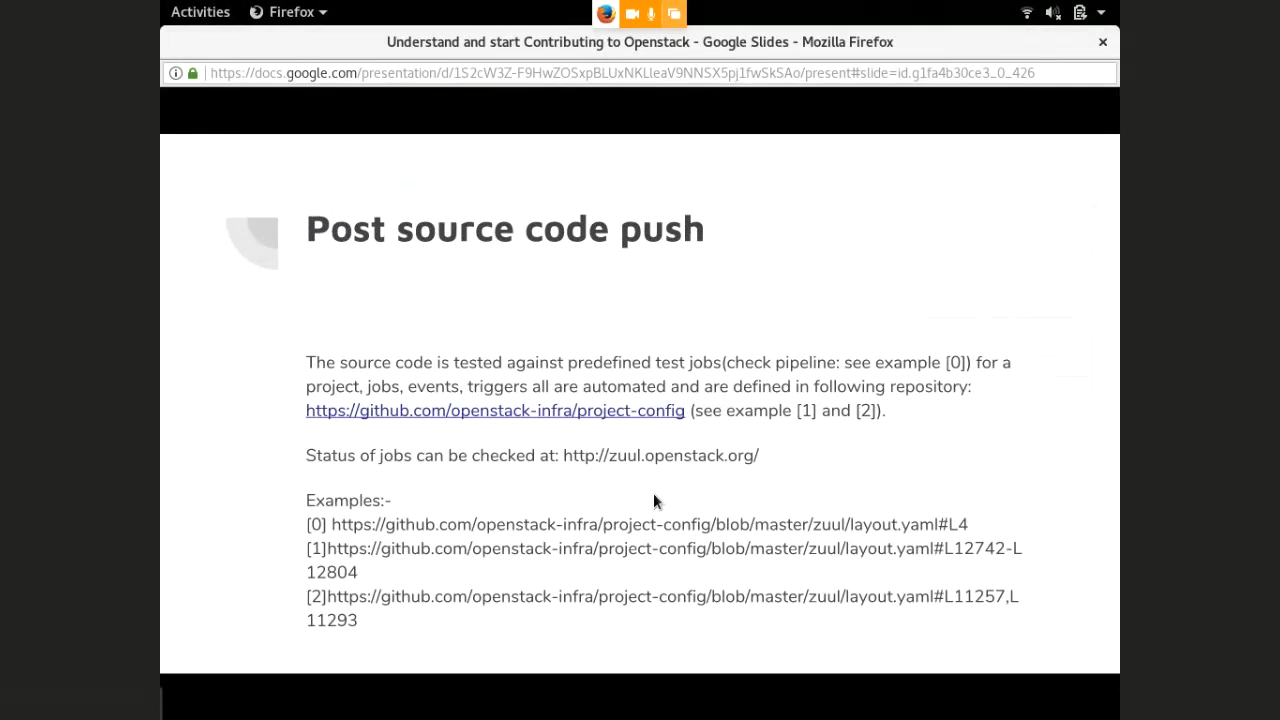 Activities Firefox
Understand and start Contributing to Openstack - Google Slides - Mozilla Firefox
https://docs.google.com/presentation/d/1S2cW3Z-F9HwZOSxpBLUxNKLleaV9NNSX5pj1fwSkSAo/present#slide=id.g1fa4b30ce3_0_426
Post source code push
The source code is tested against predefined test jobs(check pipeline: see example [0]) for a
project, jobs, events, triggers all are automated and are defined in following repository:
https://github.com/openstack-infra/project-config (see example [1] and [2]).
Status of jobs can be checked at: http://zuul.openstack.org/
Examples:-
[0] https://github.com/openstack-infra/project-config/blob/master/zuul/layout.yaml#L4
[1]https://github.com/openstack-infra/project-config/blob/master/zuul/layout.yaml#L12742-L
12804
[2]https://github.com/openstack-infra/project-config/blob/master/zuul/layout.yaml#L11257,L
11293